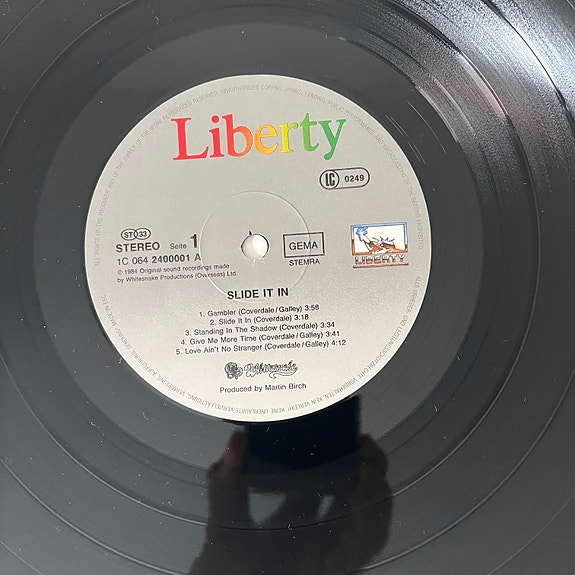 Liberty
LC 0249
ST 33
STEREO Seite 1
1C 064 2400001 A
℗ 1984 Original sound recordings made
by Whitesnake Productions (Overseas) Ltd.
GEMA
STEMRA
LIBERTY
SLIDE IT IN
1. Gambler (Coverdale/Galley) 3:58
2. Slide It In (Coverdale) 3:18
3. Standing In The Shadow (Coverdale/Galley) 3:34
4. Give Me More Time (Coverdale/Galley) 3:41
5. Love Ain't No Stranger (Coverdale/Galley) 4:12
Whitesnake
Produced by Martin Birch